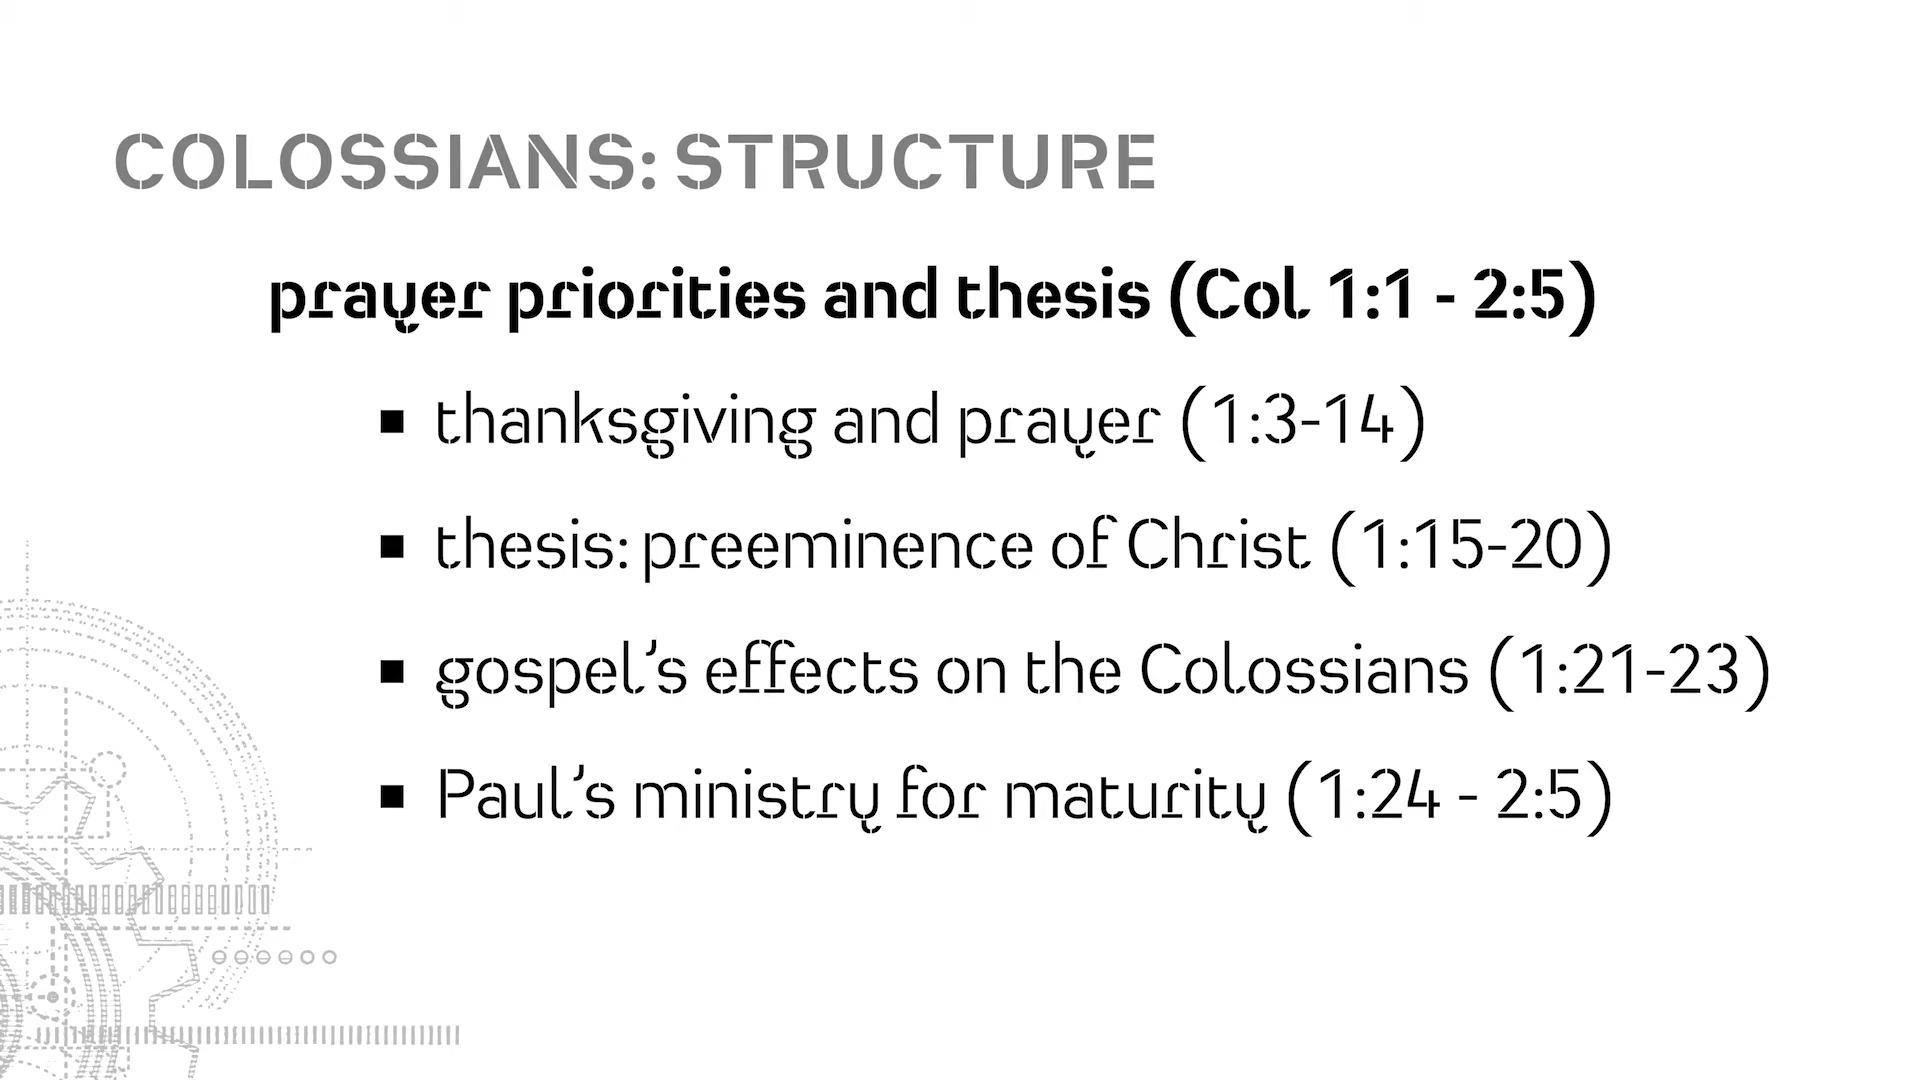 COLOSSIANS: STRUCTURE
prayer priorities and thesis (Col. 1:1 - 2:5)
▪ thanksgiving and prayer (1:3-14)
▪ thesis: preeminence of Christ (1:15-20)
▪ gospel’s effects on the Colossians (1:21-23)
▪ Paul’s ministry for maturity (1:24 - 2:5)